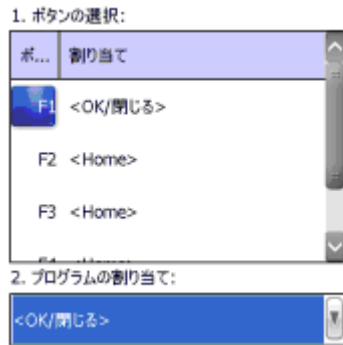 1. ボタンの選択:
ボ... 割り当て
F1 <OK/閉じる>
F2 <Home>
F3 <Home>
2. プログラムの割り当て:
<OK/閉じる>